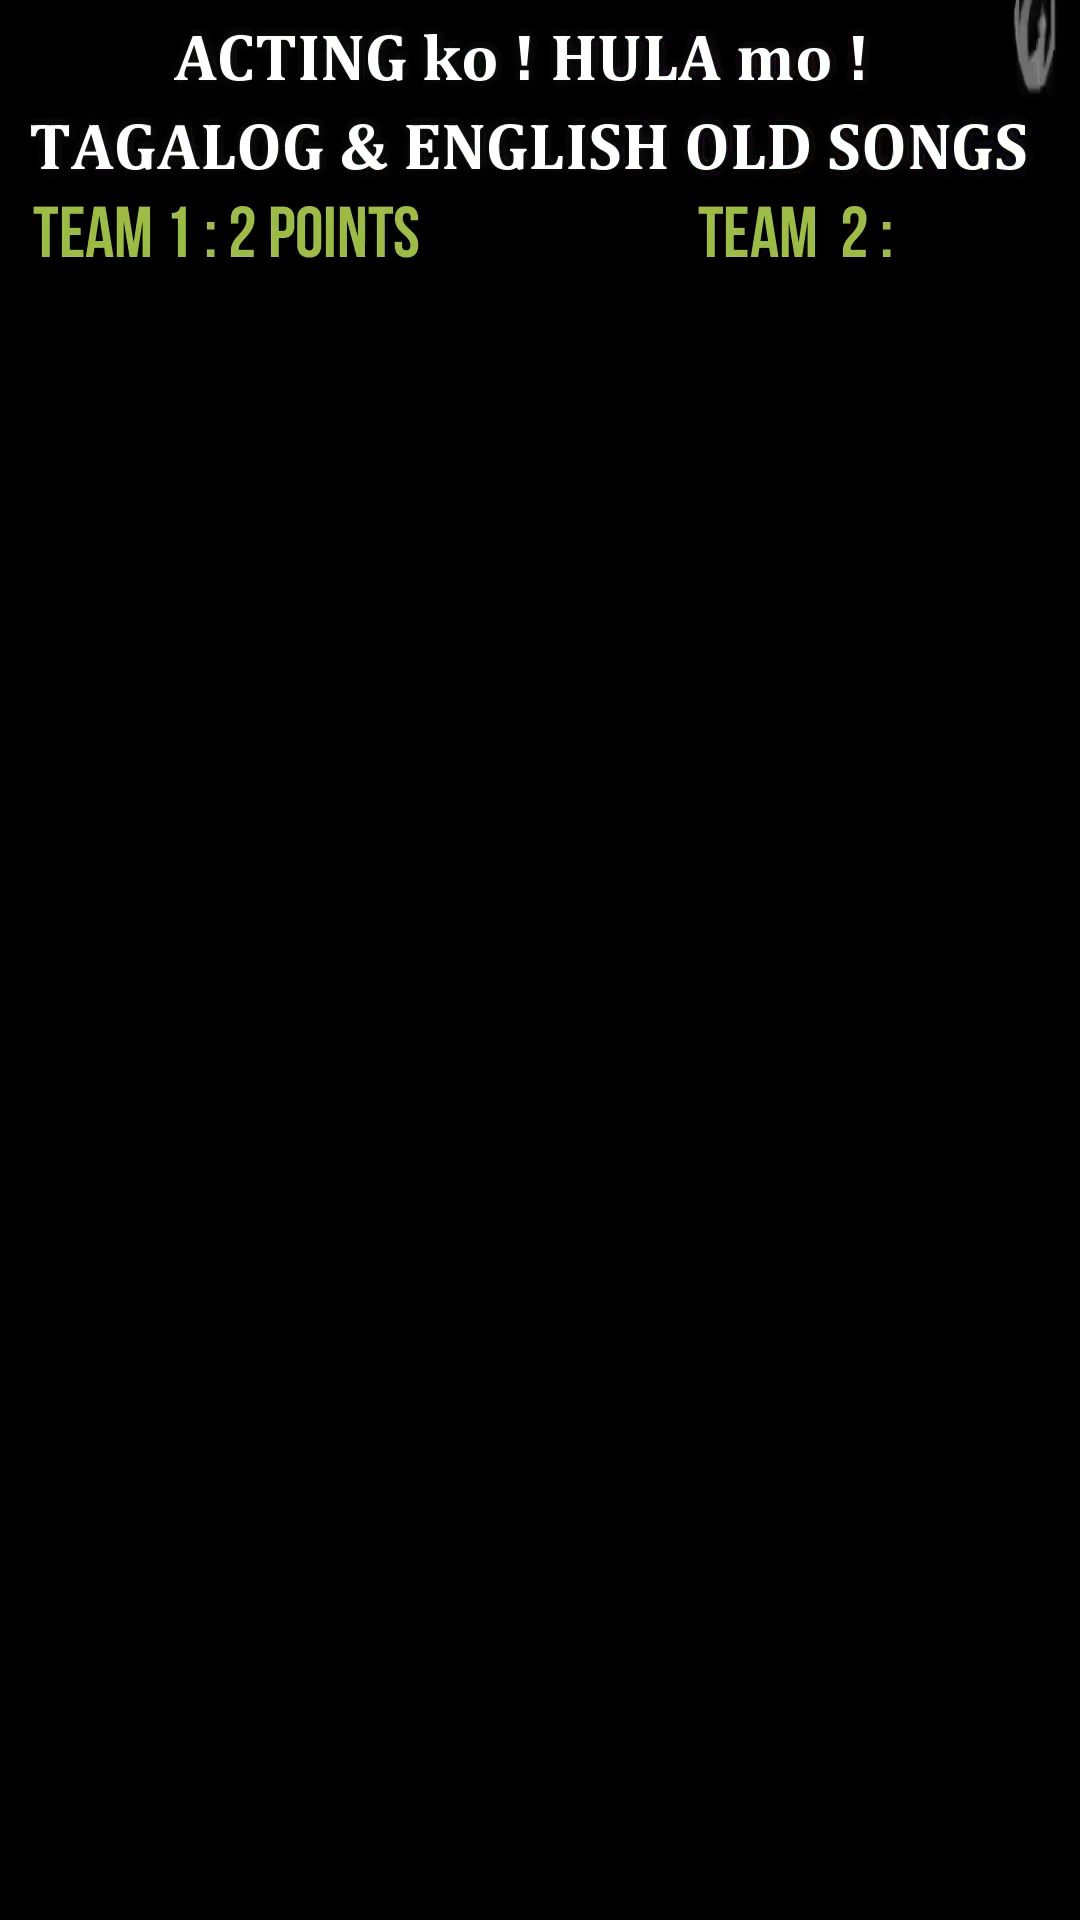 ACTING ko ! HULA mo !
TAGALOG & ENGLISH OLD SONGS
TEAM 1 : 2 POINTS TEAM 2 :